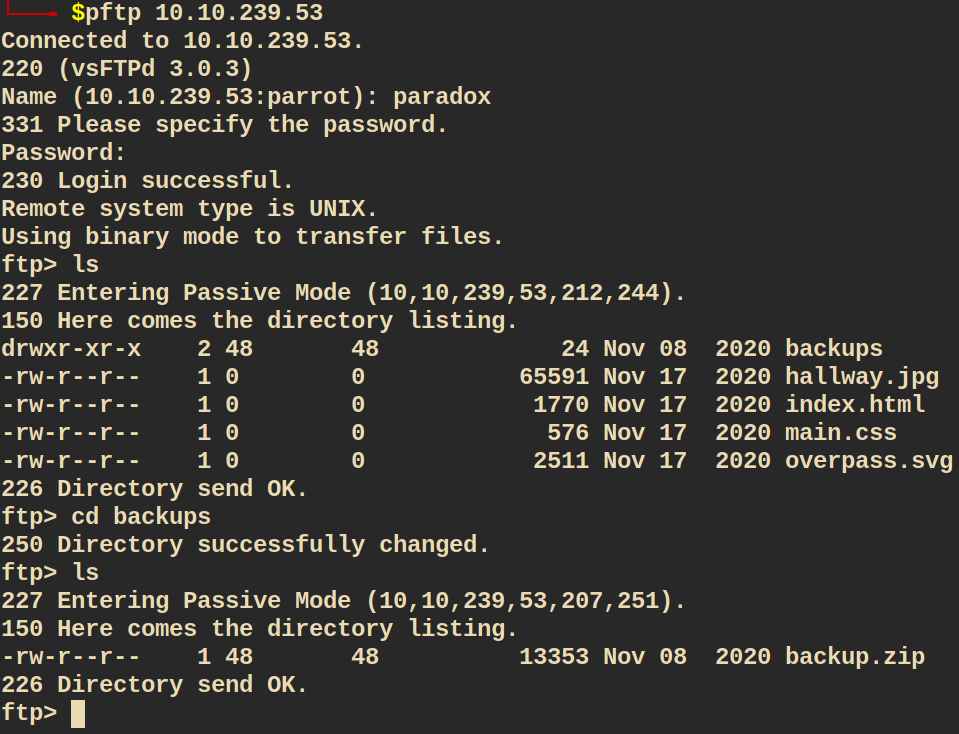 $pftp 10.10.239.53
Connected to 10.10.239.53.
220 (vsFTPd 3.0.3)
Name (10.10.239.53:parrot): paradox
331 Please specify the password.
Password:
230 Login successful.
Remote system type is UNIX.
Using binary mode to transfer files.
ftp> ls
227 Entering Passive Mode (10,10,239,53,212,244).
150 Here comes the directory listing.
drwxr-xr-x    2 48       48             24 Nov 08  2020 backups
-rw-r--r--    1 0        0           65591 Nov 17  2020 hallway.jpg
-rw-r--r--    1 0        0            1770 Nov 17  2020 index.html
-rw-r--r--    1 0        0             576 Nov 17  2020 main.css
-rw-r--r--    1 0        0            2511 Nov 17  2020 overpass.svg
226 Directory send OK.
ftp> cd backups
250 Directory successfully changed.
ftp> ls
227 Entering Passive Mode (10,10,239,53,207,251).
150 Here comes the directory listing.
-rw-r--r--    1 48       48          13353 Nov 08  2020 backup.zip
226 Directory send OK.
ftp>